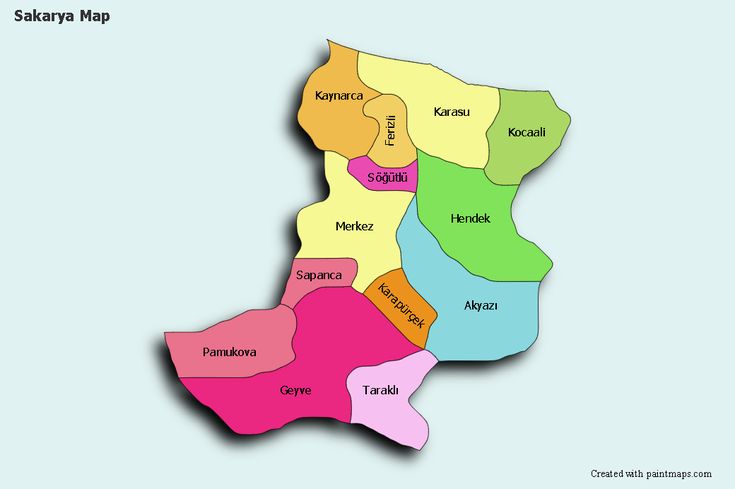 Sakarya Map
Kaynarca
Karasu
Ferizli
Kocaali
Söğütlü
Hendek
Merkez
Sapanca
Karapürçek
Akyazı
Pamukova
Geyve
Taraklı
Created with paintmaps.com